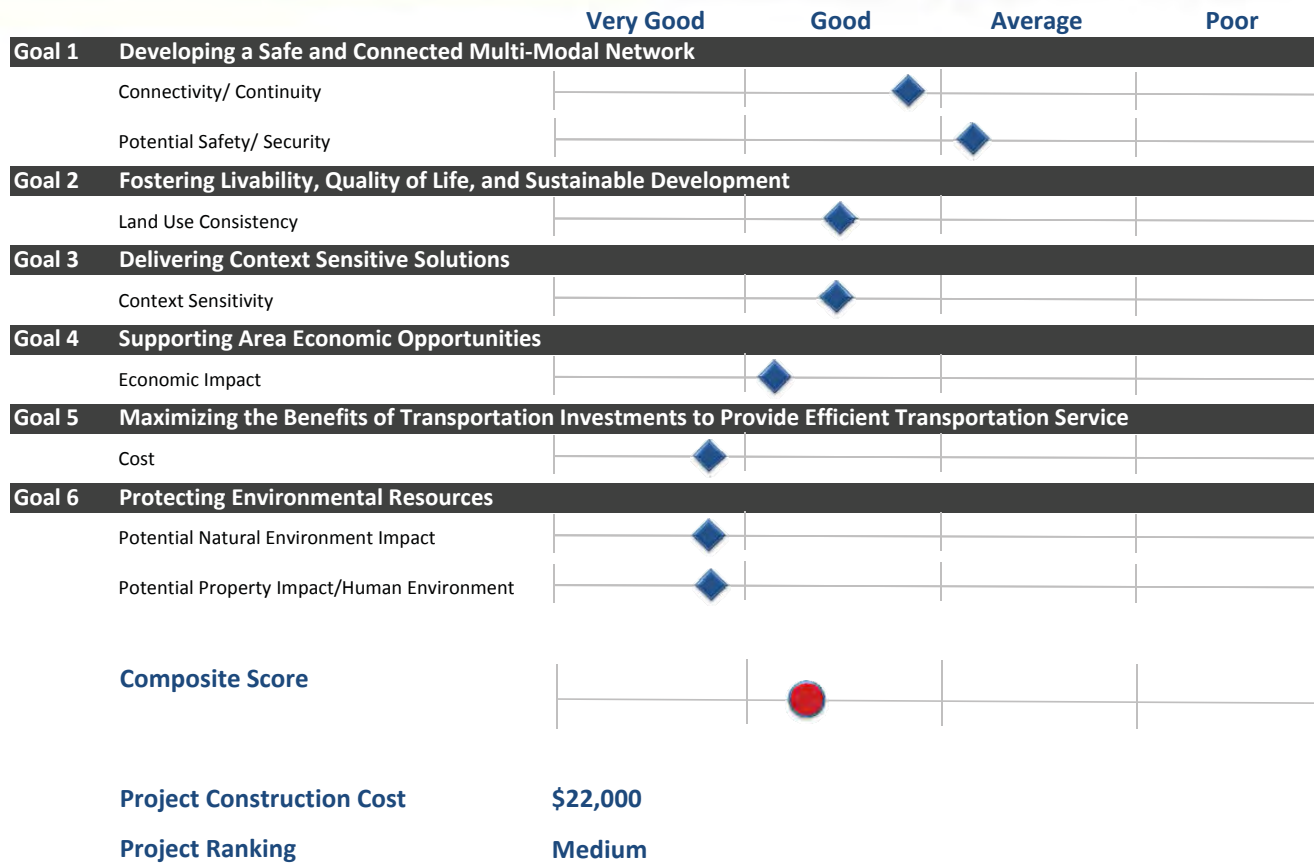 Very Good Good Average Poor
Goal 1 Developing a Safe and Connected Multi-Modal Network
Connectivity/ Continuity
Potential Safety/ Security
Goal 2 Fostering Livability, Quality of Life, and Sustainable Development
Land Use Consistency
Goal 3 Delivering Context Sensitive Solutions
Context Sensitivity
Goal 4 Supporting Area Economic Opportunities
Economic Impact
Goal 5 Maximizing the Benefits of Transportation Investments to Provide Efficient Transportation Service
Cost
Goal 6 Protecting Environmental Resources
Potential Natural Environment Impact
Potential Property Impact/Human Environment
Composite Score
Project Construction Cost $22,000
Project Ranking Medium